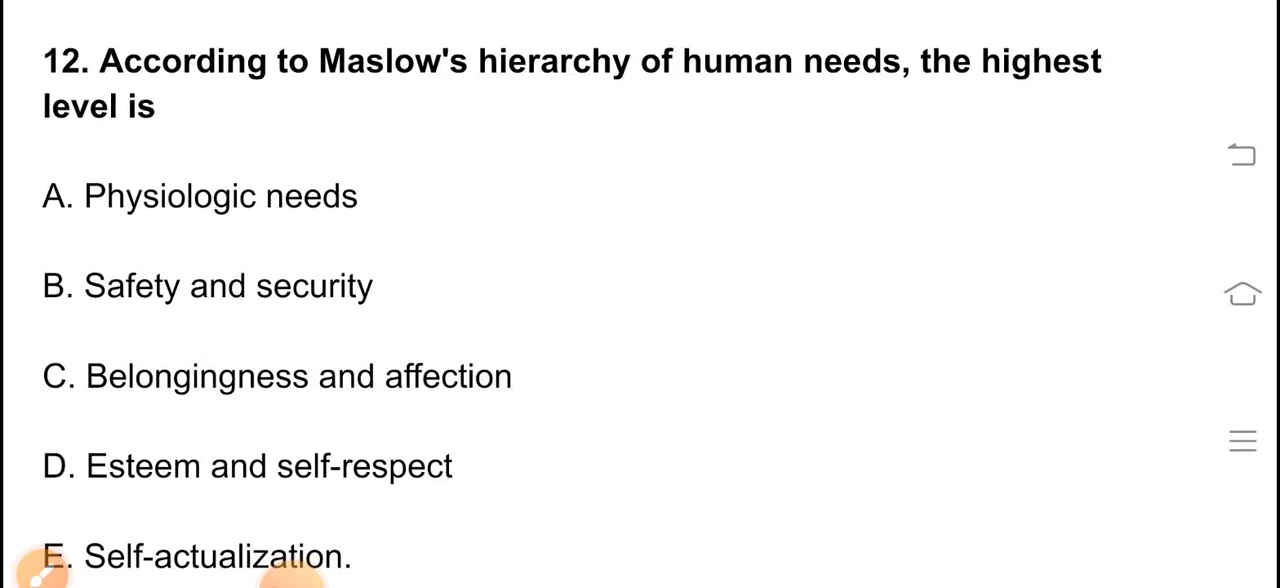 12. According to Maslow's hierarchy of human needs, the highest
level is
A. Physiologic needs
B. Safety and security
C. Belongingness and affection
D. Esteem and self-respect
E. Self-actualization.